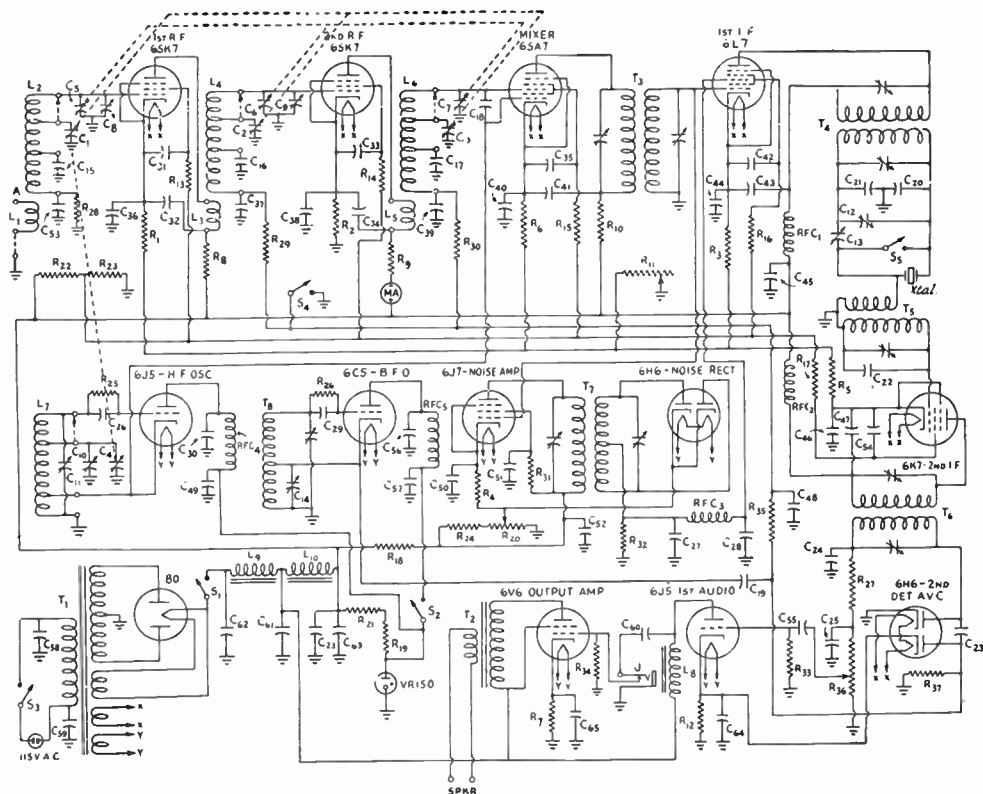 1ST RF
6SK7
2ND RF
6SK7
MIXER
6SA7
1ST IF
6L7
L2
C5
C8
C1
C15
C31
R13
L4
C6
C9
C2
C16
C33
R14
L6
C7
C18
C3
C17
C35
T3
C42
T4
C21
C20
C12
C13
S5
xtal.
A
L1
C53
R28
C36
C32
R1
L3
R8
C37
R29
C38
R2
C34
L5
C39
R9
R30
C40
C41
R6
R15
R10
C44
C43
R3
R16
RFC1
C45
R22
R23
S4
MA
R11
T5
C22
R17
R5
RFC2
C46
C47
C54
X X
6K7-2ND IF
L7
R25
6J5-HF OSC
C26
C10
C11
C4
C30
RFC4
C49
T8
R26
6C5-BFO
C29
C14
RFC5
C56
C57
6J7-NOISE AMP
C50
C51
R4
R31
T7
6H6-NOISE RECT
Y Y
R24
R20
C52
R32
C27
RFC3
C28
R35
C48
T6
R18
C19
C24
R27
6H6-2ND
DET AVC
C25
C23
R36
R37
T1
80
S1
L9
L10
C62
C61
C23
C63
R21
R19
S2
VR150
C58
S3
C59
115V AC
X
X
Y
Y
T2
6V6 OUTPUT AMP
R34
R7
C65
C60
J
L8
6J5 1ST AUDIO
R12
C64
C55
R33
SPKR